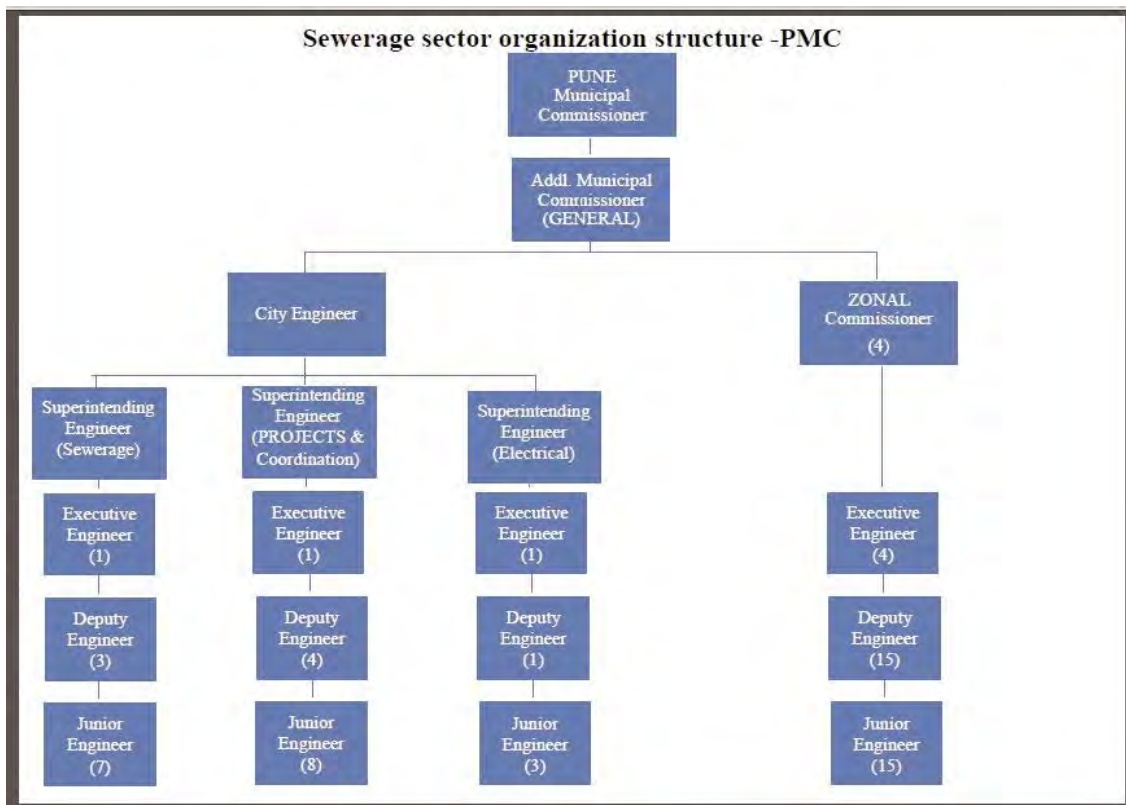 Sewerage sector organization structure -PMC
PUNE
Municipal
Commissioner
Addl. Municipal
Commissioner
(GENERAL)
City Engineer
ZONAL
Commissioner
(4)
Superintending
Engineer
(Sewerage)
Superintending
Engineer
(PROJECTS &
Coordination)
Superintending
Engineer
(Electrical)
Executive
Engineer
(1)
Executive
Engineer
(1)
Executive
Engineer
(1)
Executive
Engineer
(4)
Deputy
Engineer
(3)
Deputy
Engineer
(4)
Deputy
Engineer
(1)
Deputy
Engineer
(15)
Junior
Engineer
(7)
Junior
Engineer
(8)
Junior
Engineer
(3)
Junior
Engineer
(15)